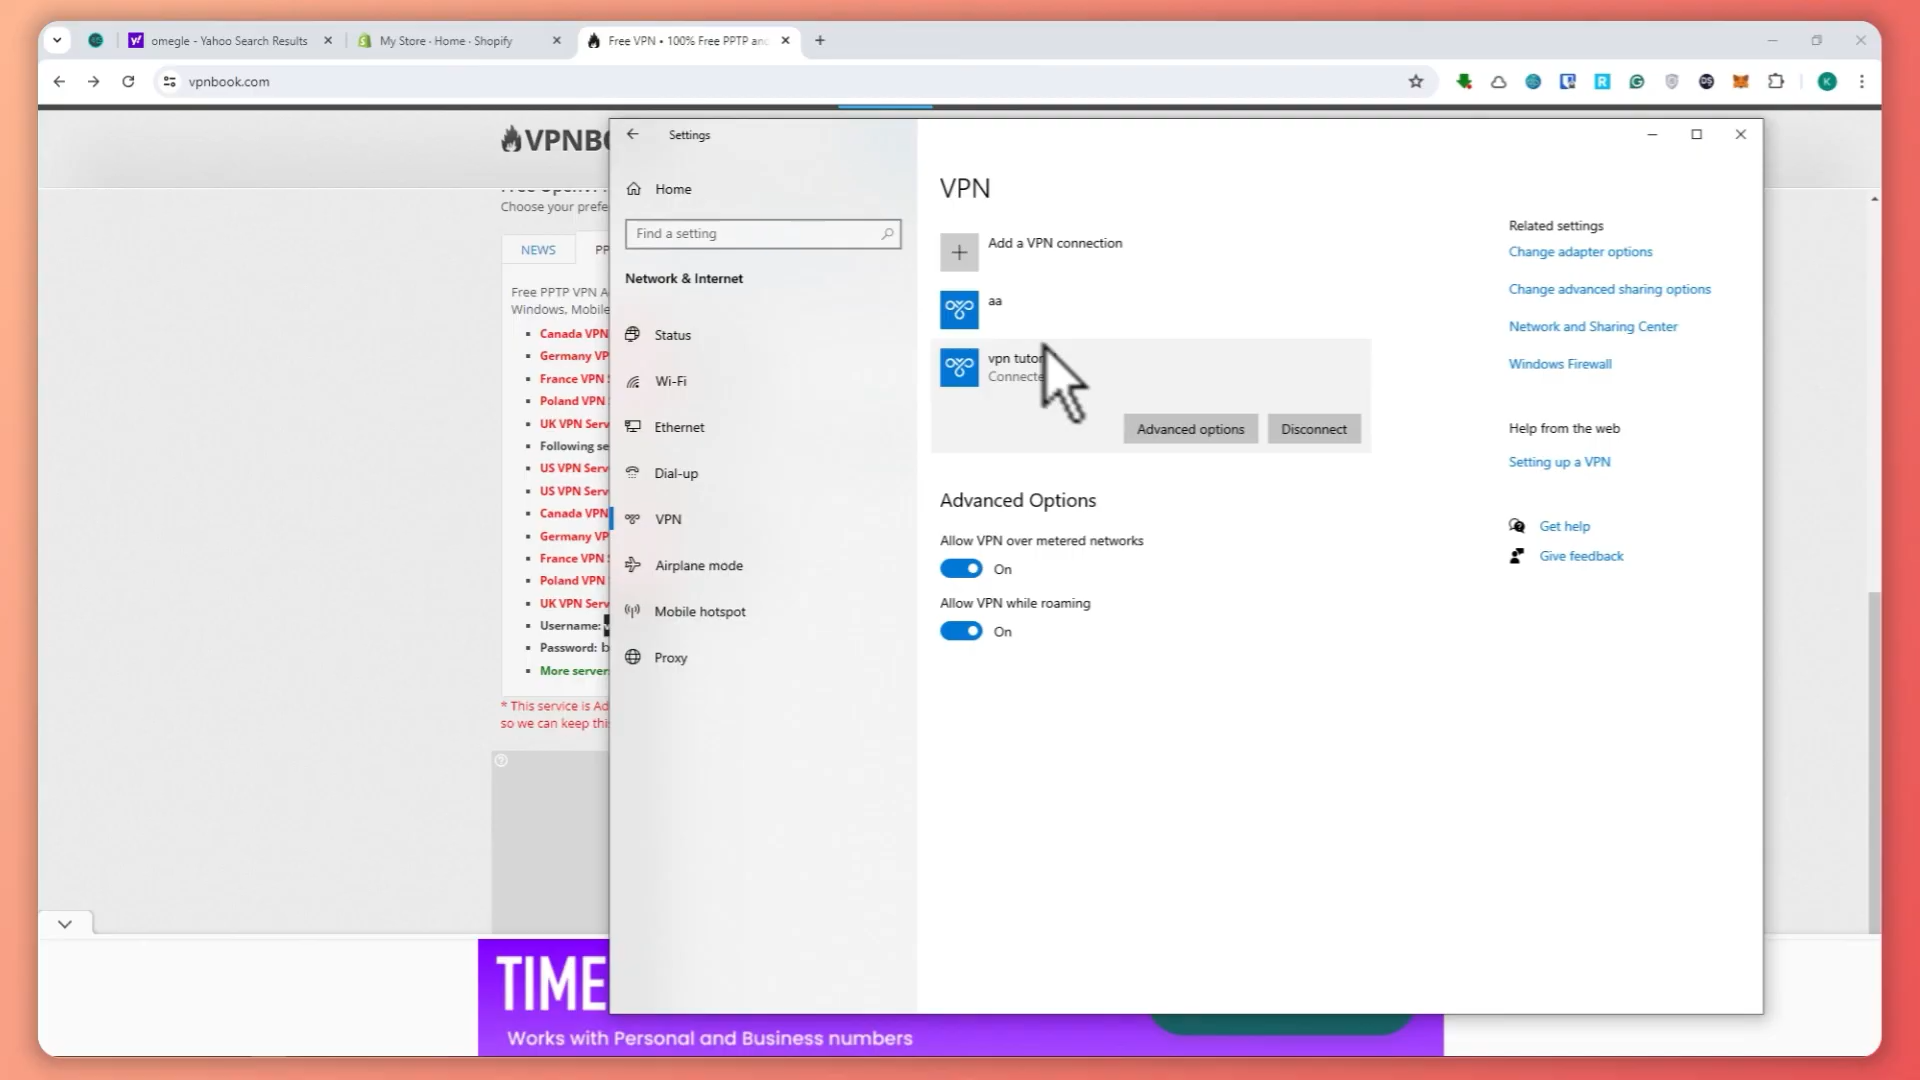 omegle - Yahoo Search Results
My Store · Home · Shopify
Free VPN • 100% Free PPTP and
vpnbook.com
VPNBO
Choose your prefe
NEWS
PP
Free PPTP VPN A
Windows, Mobile
Canada VPN
Germany VP
France VPN
Poland VPN
UK VPN Serv
Following se
US VPN Serv
US VPN Serv
Canada VPN
Germany VP
France VPN
Poland VPN
UK VPN Serv
Username:
Password: b
More servers
* This service is Ad
so we can keep this
TIME
Works with Personal and Business numbers
Settings
Home
Find a setting
Network & Internet
Status
Wi-Fi
Ethernet
Dial-up
VPN
Airplane mode
Mobile hotspot
Proxy
VPN
Add a VPN connection
aa
vpn tutor
Connecte
Advanced options
Disconnect
Advanced Options
Allow VPN over metered networks
On
Allow VPN while roaming
On
Related settings
Change adapter options
Change advanced sharing options
Network and Sharing Center
Windows Firewall
Help from the web
Setting up a VPN
Get help
Give feedback